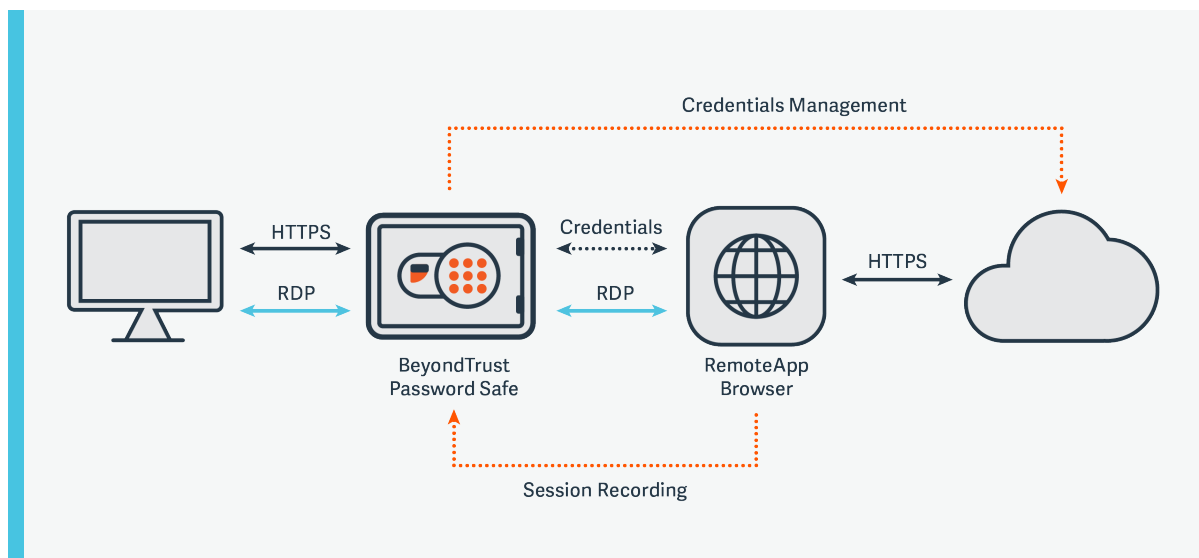 Credentials Management
HTTPS
Credentials
HTTPS
RDP
RDP
BeyondTrust
Password Safe
RemoteApp
Browser
Session Recording